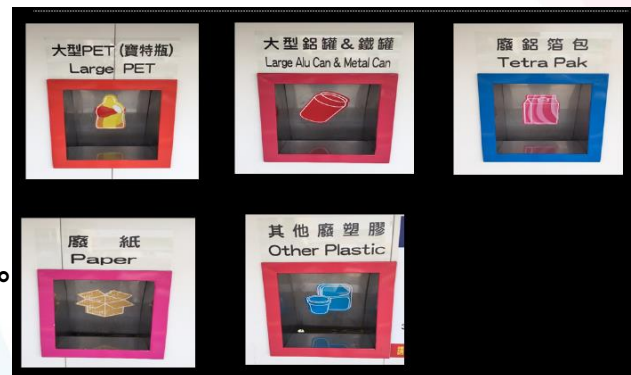 大型PET(寶特瓶)
Large PET
大型鋁罐&鐵罐
Large Alu Can & Metal Can
廢鋁箔包
Tetra Pak
廢紙
Paper
其他廢塑膠
Other Plastic
。